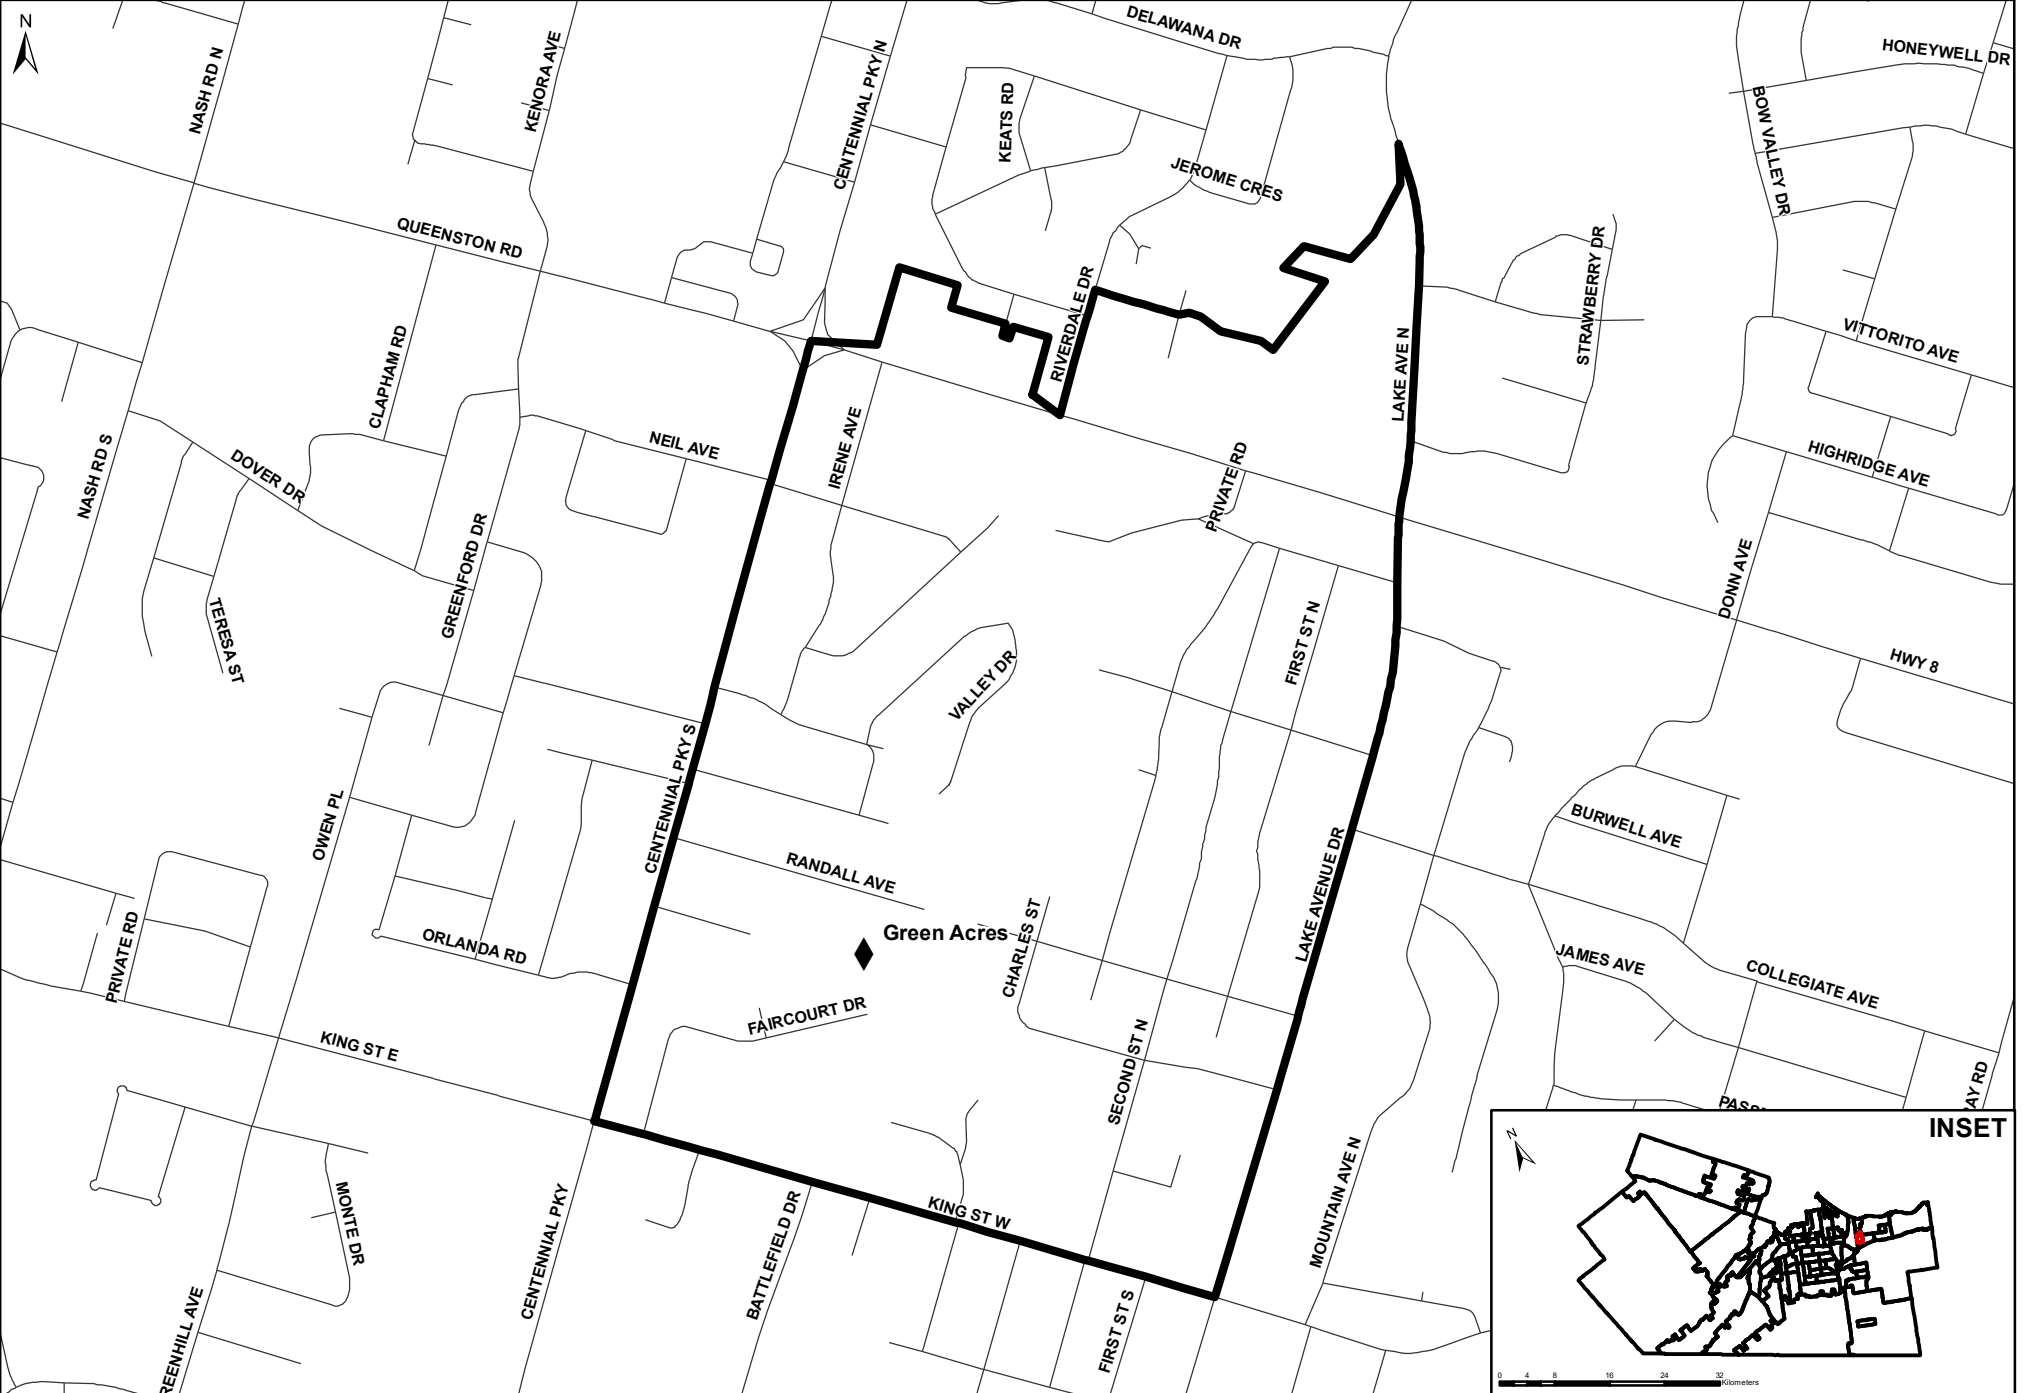 N
DELAWANA DR
HONEYWELL DR
NASH RD N
KENORA AVE
CENTENNIAL PKY N
KEATS RD
BOW VALLEY DR
JEROME CRES
QUEENSTON RD
STRAWBERRY DR
RIVERDALE DR
VITTORITO AVE
CLAPHAM RD
LAKE AVE N
IRENE AVE
NEIL AVE
NASH RD S
DOVER DR
PRIVATE RD
HIGHRIDGE AVE
GREENFORD DR
DONN AVE
TERESA ST
FIRST ST N
VALLEY DR
HWY 8
CENTENNIAL PKY S
OWEN PL
BURWELL AVE
RANDALL AVE
LAKE AVENUE DR
Green Acres
CHARLES ST
PRIVATE RD
ORLANDA RD
JAMES AVE
COLLEGIATE AVE
FAIRCOURT DR
KING ST E
SECOND ST N
AY RD
PASS
INSET
N
MONTE DR
MOUNTAIN AVE N
CENTENNIAL PKY
BATTLEFIELD DR
KING ST W
REENHILL AVE
FIRST ST S
0 4 8 16 24 32
Kilometers